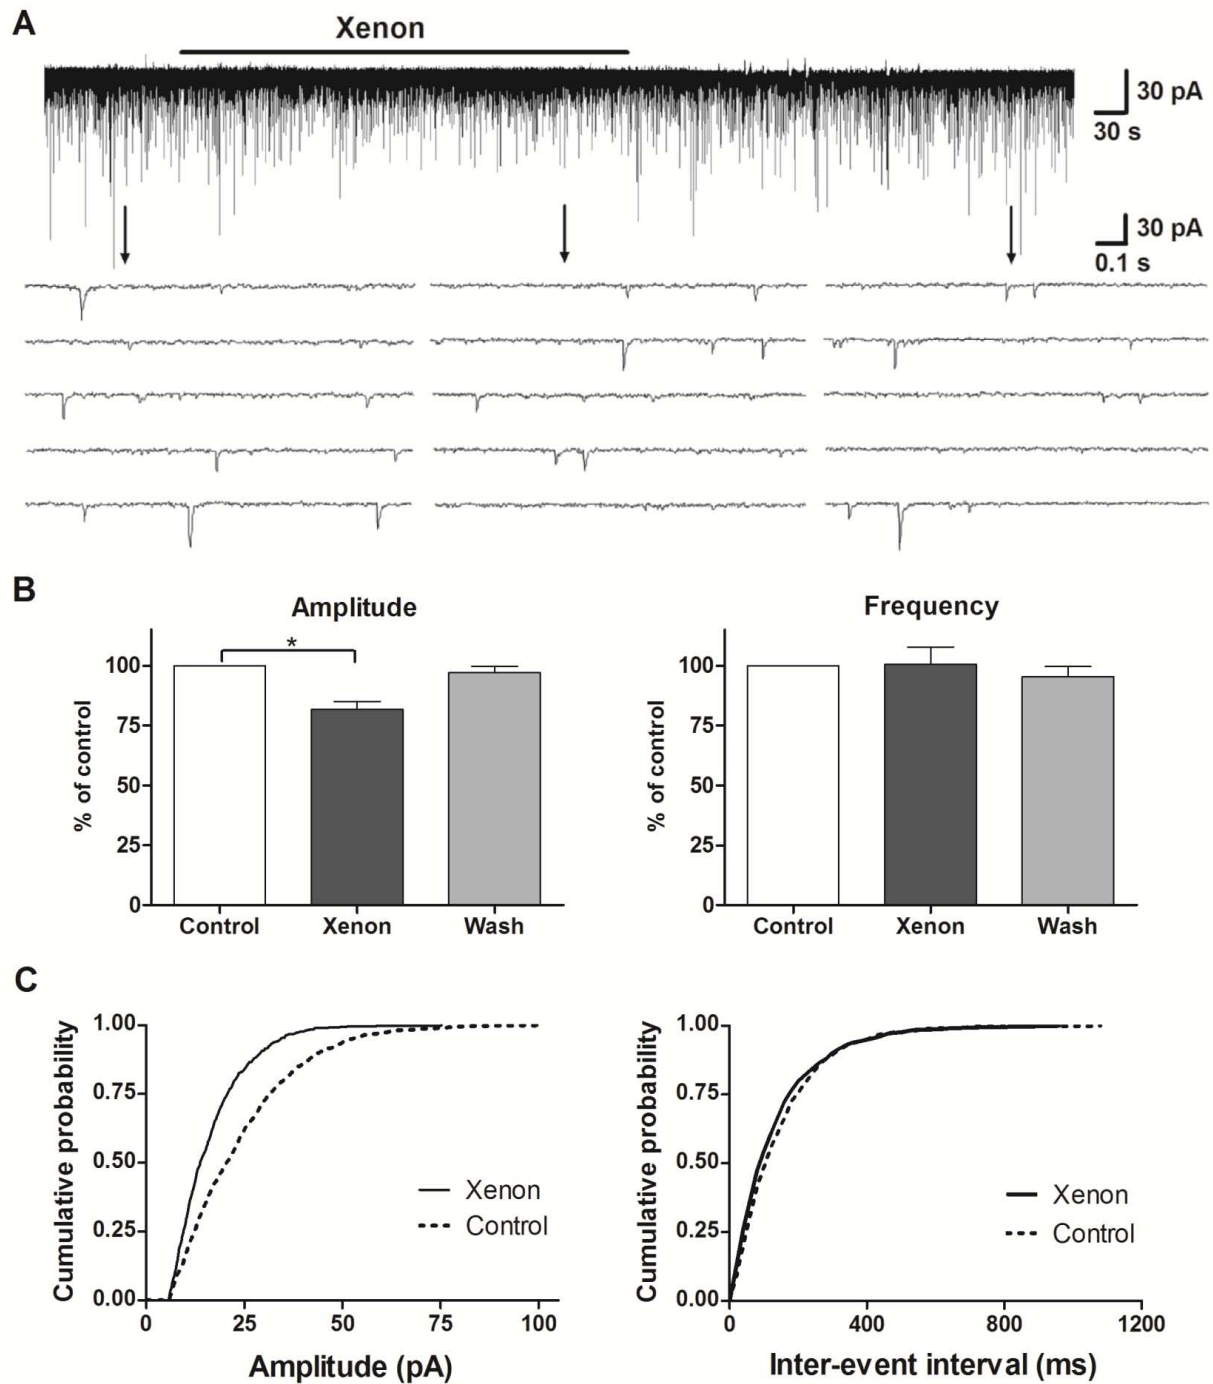 A
Xenon
30 pA
30 s
30 pA
0.1 s
B
Amplitude
*
% of control
100
75
50
25
0
Control Xenon Wash
Frequency
% of control
100
75
50
25
0
Control Xenon Wash
C
Cumulative probability
1.00
0.75
0.50
0.25
0.00
Xenon
Control
0 25 50 75 100
Amplitude (pA)
Cumulative probability
1.00
0.75
0.50
0.25
0.00
Xenon
Control
0 400 800 1200
Inter-event interval (ms)